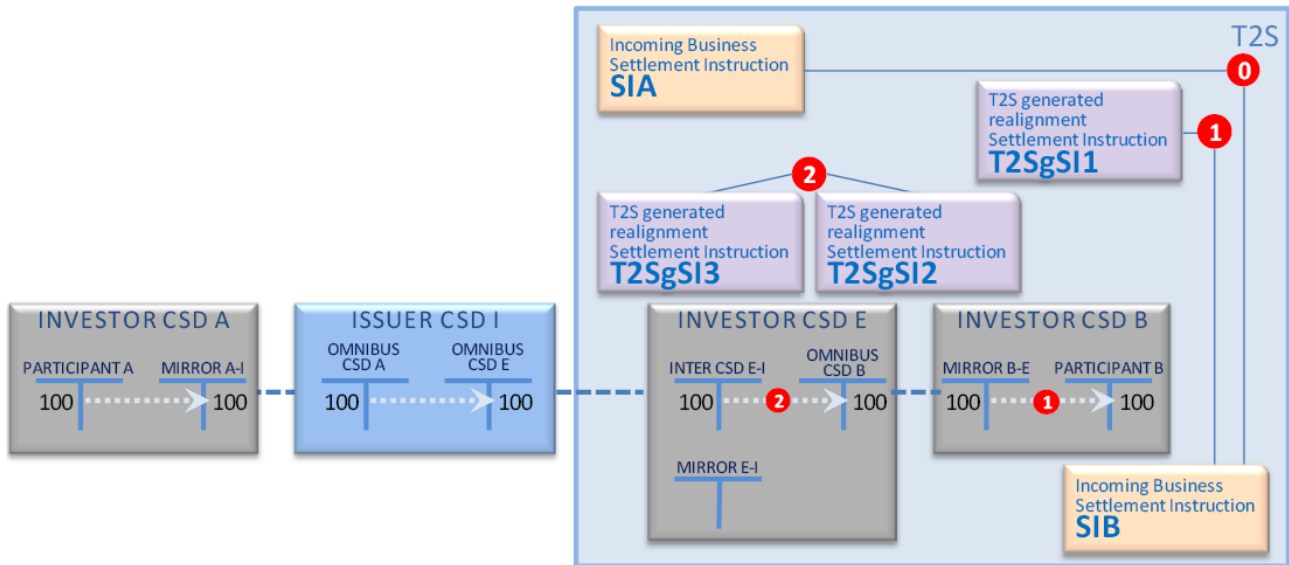 T2S
Incoming Business
Settlement Instruction
SIA
0
T2S generated
realignment
Settlement Instruction
T2SgSI1
1
2
T2S generated
realignment
Settlement Instruction
T2SgSI3
T2S generated
realignment
Settlement Instruction
T2SgSI2
INVESTOR CSD A
PARTICIPANT A
MIRROR A-I
100
100
ISSUER CSD I
OMNIBUS
CSD A
OMNIBUS
CSD E
100
100
INVESTOR CSD E
INTER CSD E-I
OMNIBUS
CSD B
100
2
100
MIRROR E-I
INVESTOR CSD B
MIRROR B-E
PARTICIPANT B
100
1
100
Incoming Business
Settlement Instruction
SIB